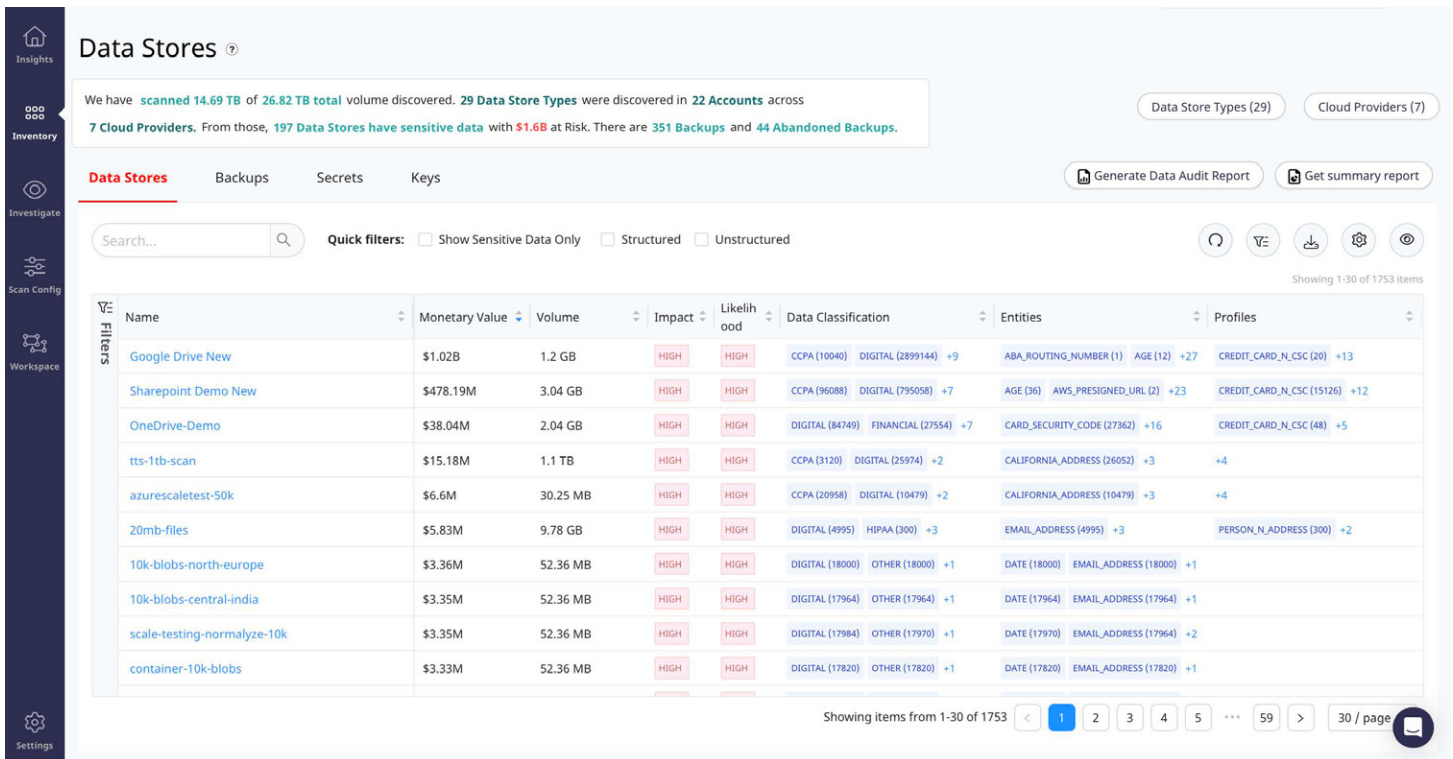 Insights
Inventory
Investigate
Scan Config
Workspace
Settings
Data Stores ?
We have scanned 14.69 TB of 26.82 TB total volume discovered. 29 Data Store Types were discovered in 22 Accounts across
7 Cloud Providers. From those, 197 Data Stores have sensitive data with $1.6B at Risk. There are 351 Backups and 44 Abandoned Backups.
Data Store Types (29) Cloud Providers (7)
Data Stores Backups Secrets Keys Generate Data Audit Report Get summary report
Search... Quick filters: Show Sensitive Data Only Structured Unstructured
Showing 1-30 of 1753 items
Filters
Name Monetary Value Volume Impact Likelih
ood Data Classification Entities Profiles
Google Drive New $1.02B 1.2 GB HIGH HIGH CCPA (10040) DIGITAL (2899144) +9 ABA_ROUTING_NUMBER (1) AGE (12) +27 CREDIT_CARD_N_CSC (20) +13
Sharepoint Demo New $478.19M 3.04 GB HIGH HIGH CCPA (96088) DIGITAL (795058) +7 AGE (36) AWS_PRESIGNED_URL (2) +23 CREDIT_CARD_N_CSC (15126) +12
OneDrive-Demo $38.04M 2.04 GB HIGH HIGH DIGITAL (84749) FINANCIAL (27554) +7 CARD_SECURITY_CODE (27362) +16 CREDIT_CARD_N_CSC (48) +5
tts-1tb-scan $15.18M 1.1 TB HIGH HIGH CCPA (3120) DIGITAL (25974) +2 CALIFORNIA_ADDRESS (26052) +3 +4
azurescaletest-50k $6.6M 30.25 MB HIGH HIGH CCPA (20958) DIGITAL (10479) +2 CALIFORNIA_ADDRESS (10479) +3 +4
20mb-files $5.83M 9.78 GB HIGH HIGH DIGITAL (4995) HIPAA (300) +3 EMAIL_ADDRESS (4995) +3 PERSON_N_ADDRESS (300) +2
10k-blobs-north-europe $3.36M 52.36 MB HIGH HIGH DIGITAL (18000) OTHER (18000) +1 DATE (18000) EMAIL_ADDRESS (18000) +1
10k-blobs-central-india $3.35M 52.36 MB HIGH HIGH DIGITAL (17964) OTHER (17964) +1 DATE (17964) EMAIL_ADDRESS (17964) +1
scale-testing-normalyze-10k $3.35M 52.36 MB HIGH HIGH DIGITAL (17984) OTHER (17970) +1 DATE (17970) EMAIL_ADDRESS (17964) +2
container-10k-blobs $3.33M 52.36 MB HIGH HIGH DIGITAL (17820) OTHER (17820) +1 DATE (17820) EMAIL_ADDRESS (17820) +1
Showing items from 1-30 of 1753 < 1 2 3 4 5 ••• 59 > 30 / page